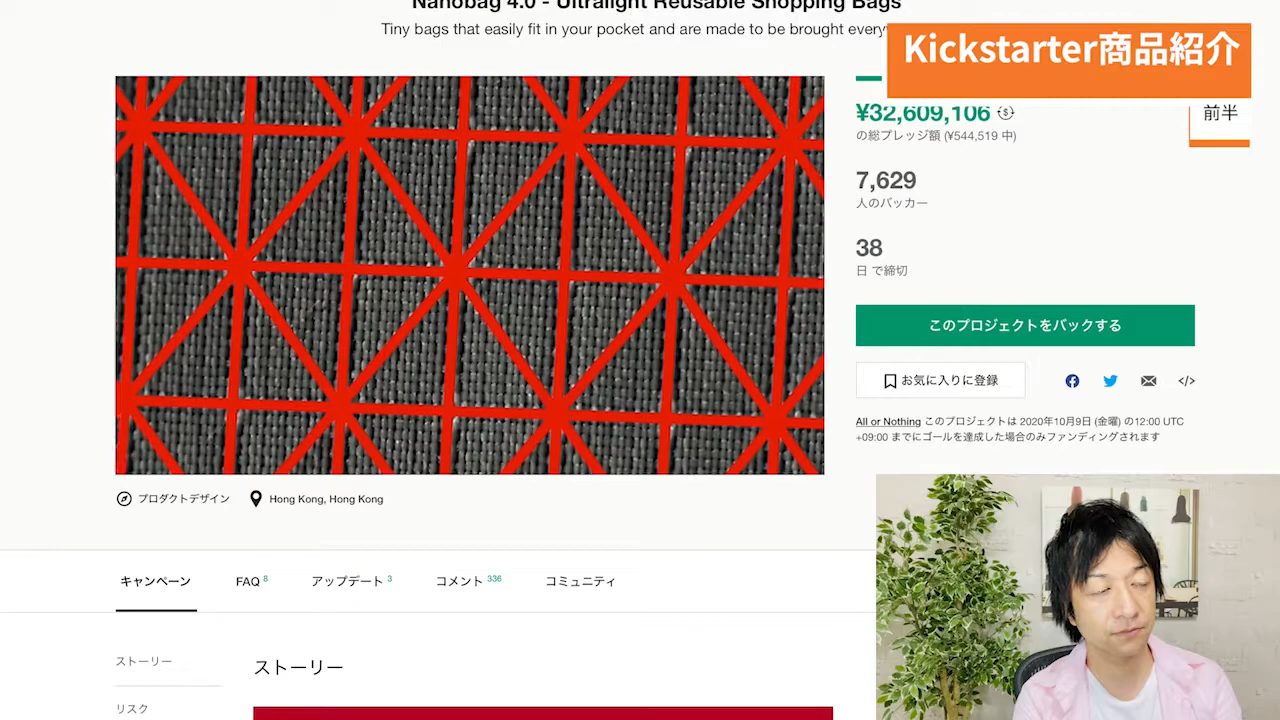 Nanobag 4.0 - Ultralight Reusable Shopping Bags
Tiny bags that easily fit in your pocket and are made to be brought every
Kickstarter商品紹介
前半
¥32,609,106
の総プレッジ額 (¥544,519 中)
7,629
人のバッカー
38
日 で締切
このプロジェクトをバックする
お気に入りに登録
All or Nothing このプロジェクトは 2020年10月9日 (金曜) の12:00 UTC
+09:00 までにゴールを達成した場合のみファンディングされます
プロダクトデザイン Hong Kong, Hong Kong
キャンペーン FAQ 8 アップデート 3 コメント 336 コミュニティ
ストーリー
ストーリー
リスク